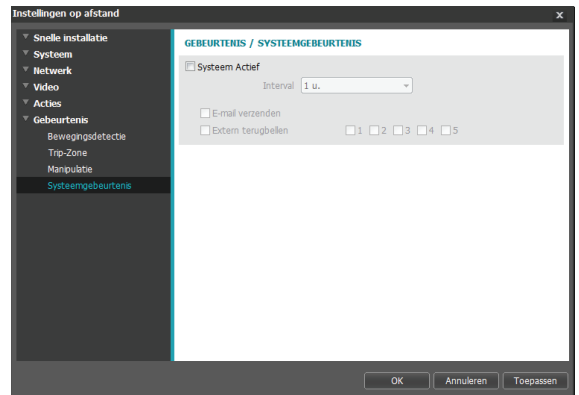 Instellingen op afstand
x
Snelle installatie
Systeem
Netwerk
Video
Acties
Gebeurtenis
Bewegingsdetectie
Trip-Zone
Manipulatie
Systeemgebeurtenis
GEBEURTENIS / SYSTEEMGEBEURTENIS
Systeem Actief
Interval 1 u.
E-mail verzenden
Extern terugbellen 1 2 3 4 5
OK Annuleren Toepassen